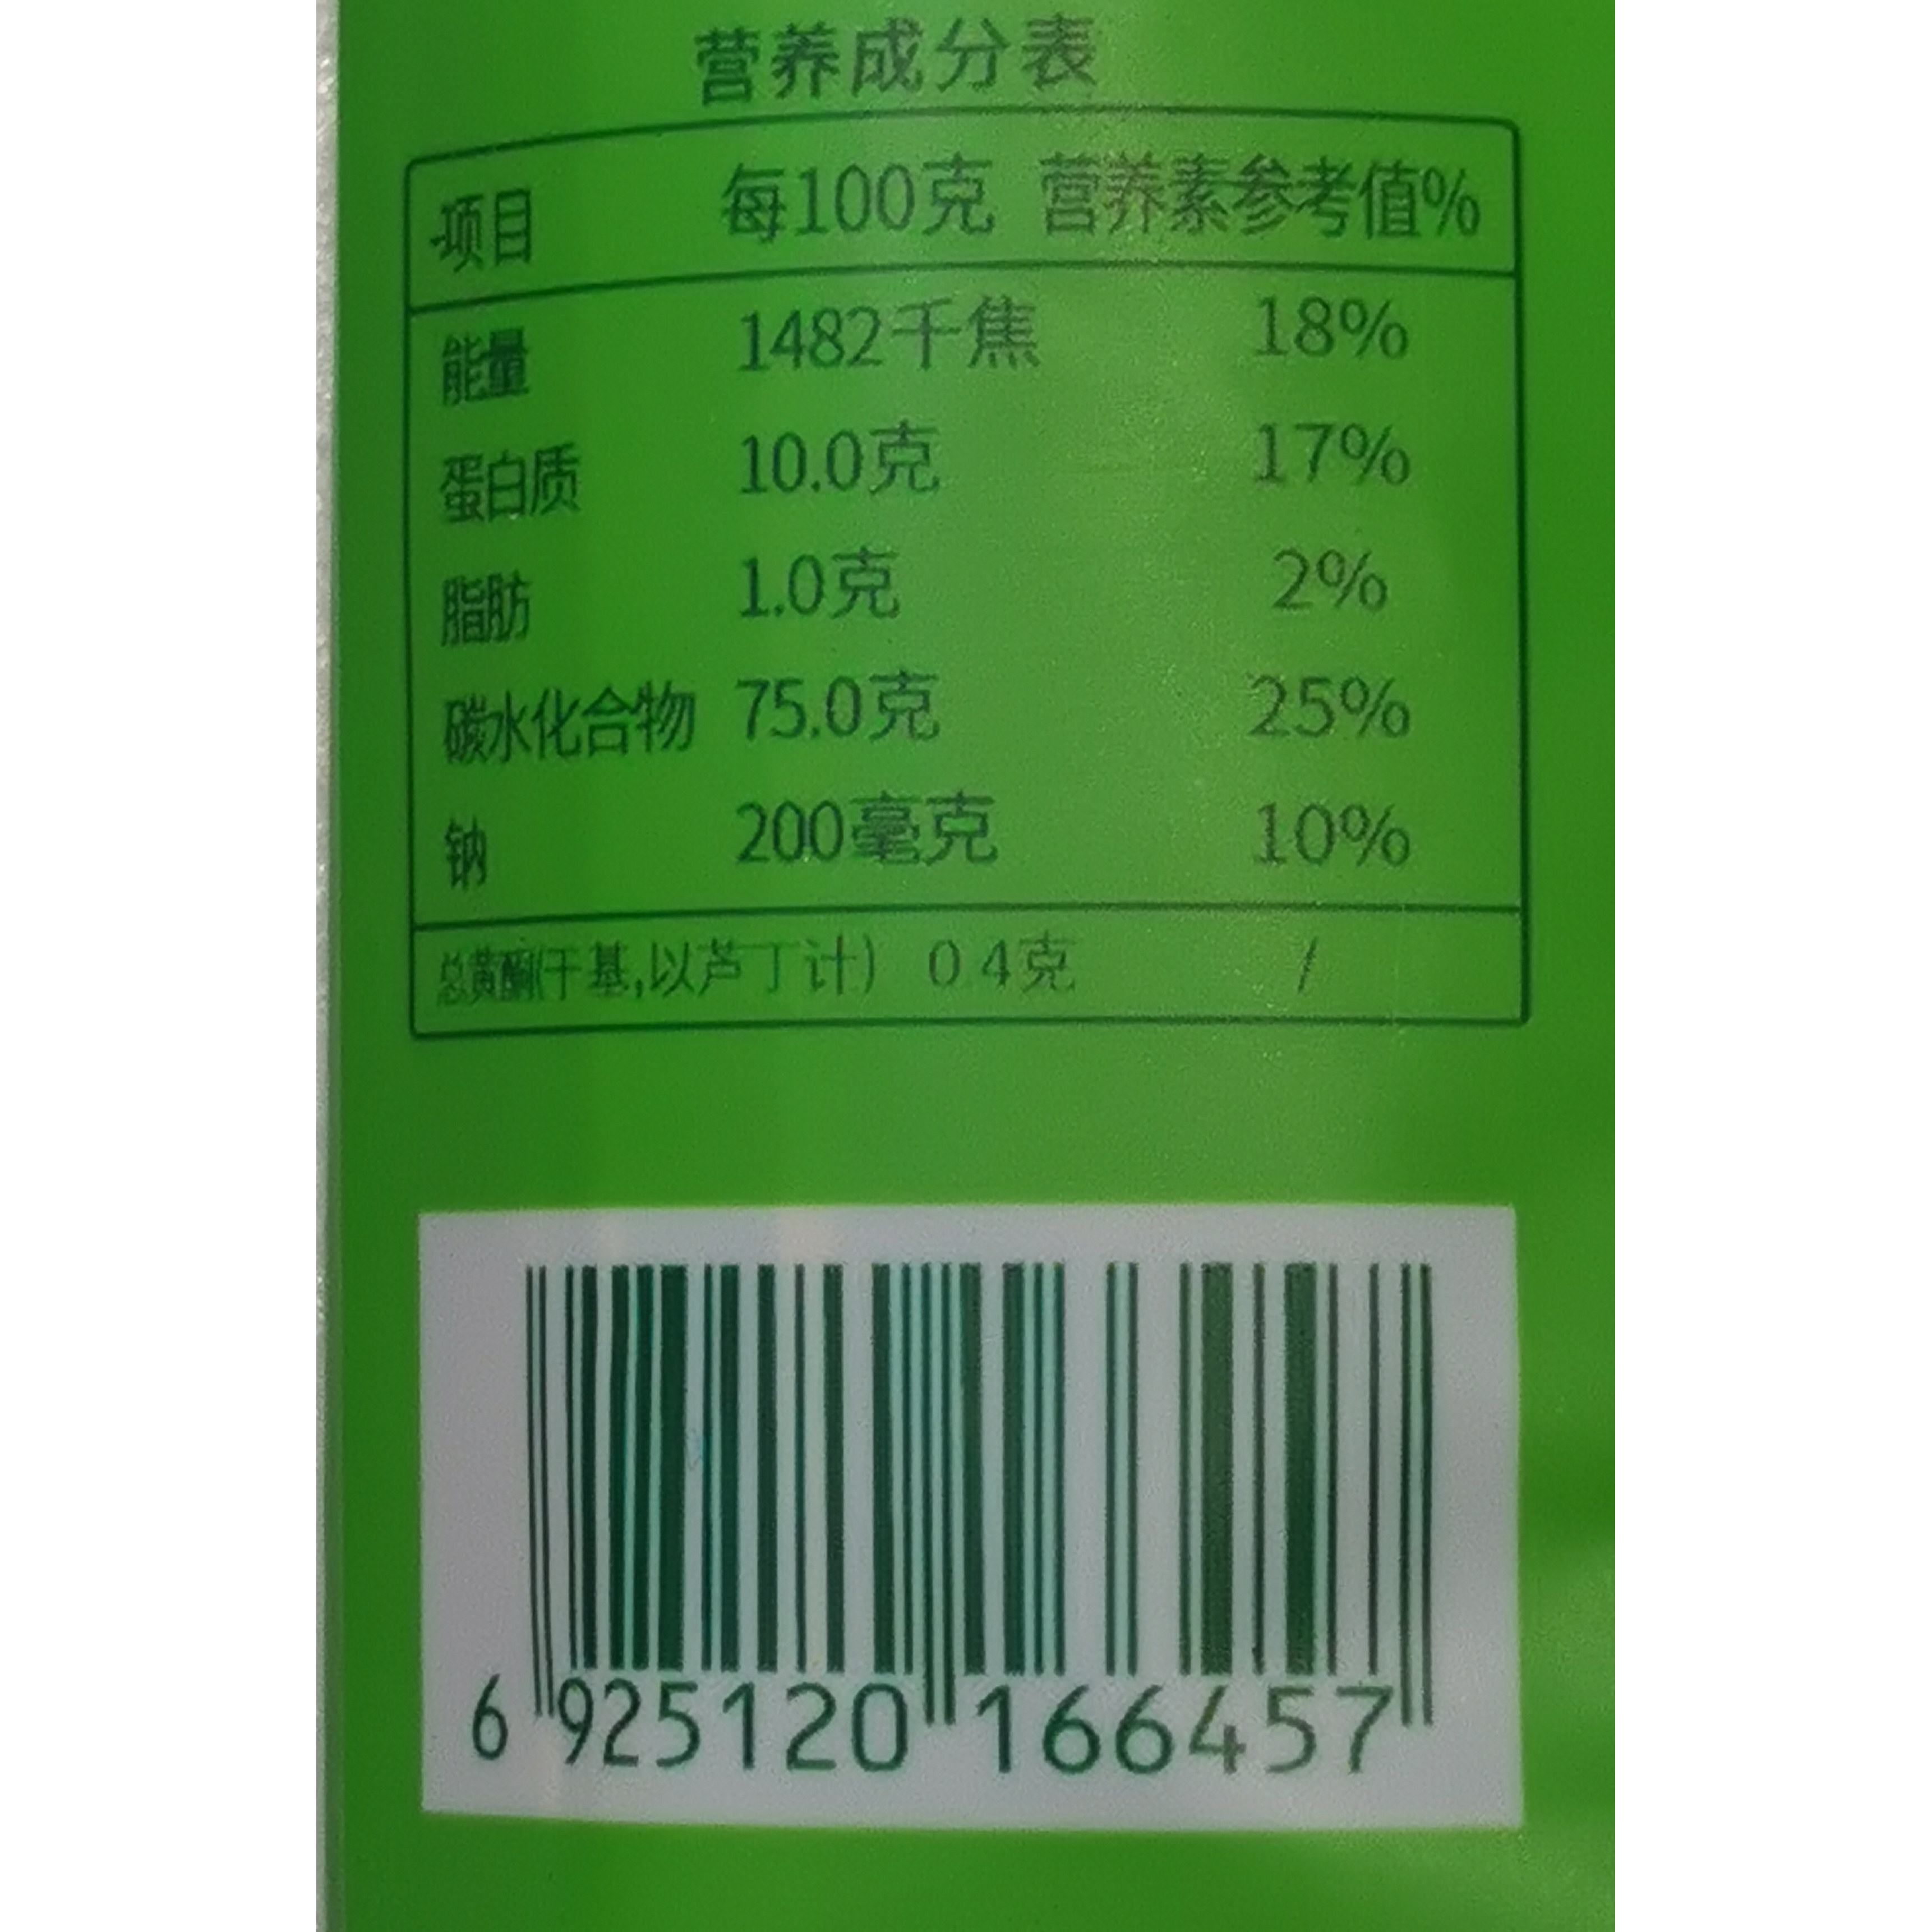 营养成分表
项目 每100克 营养素参考值%
能量 1482千焦 18%
蛋白质 10.0克 17%
脂肪 1.0克 2%
碳水化合物 75.0克 25%
钠 200毫克 10%
总黄酮(干基,以芦丁计) 0.4克 /
6 925120 166457